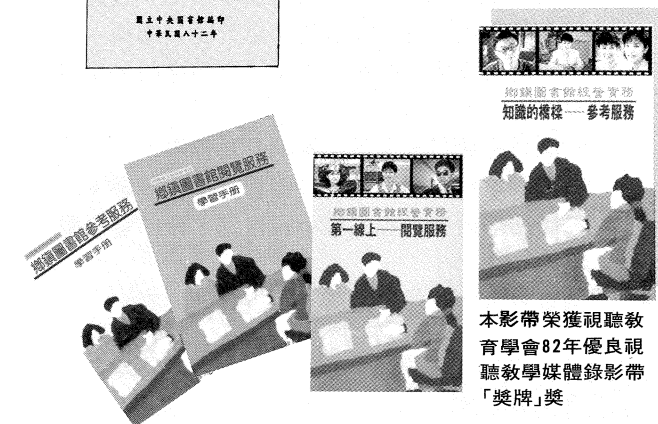 國立中央圖書館編印
中華民國八十二年
鄉鎮圖書館經營實務
知識的橋樑——參考服務
鄉鎮圖書館閱覽服務
學習手冊
鄉鎮圖書館參考服務
學習手冊
鄉鎮圖書館經營實務
第一線上——閱覽服務
本影帶榮獲視聽教
育學會82年優良視
聽教學媒體錄影帶
「獎牌」獎